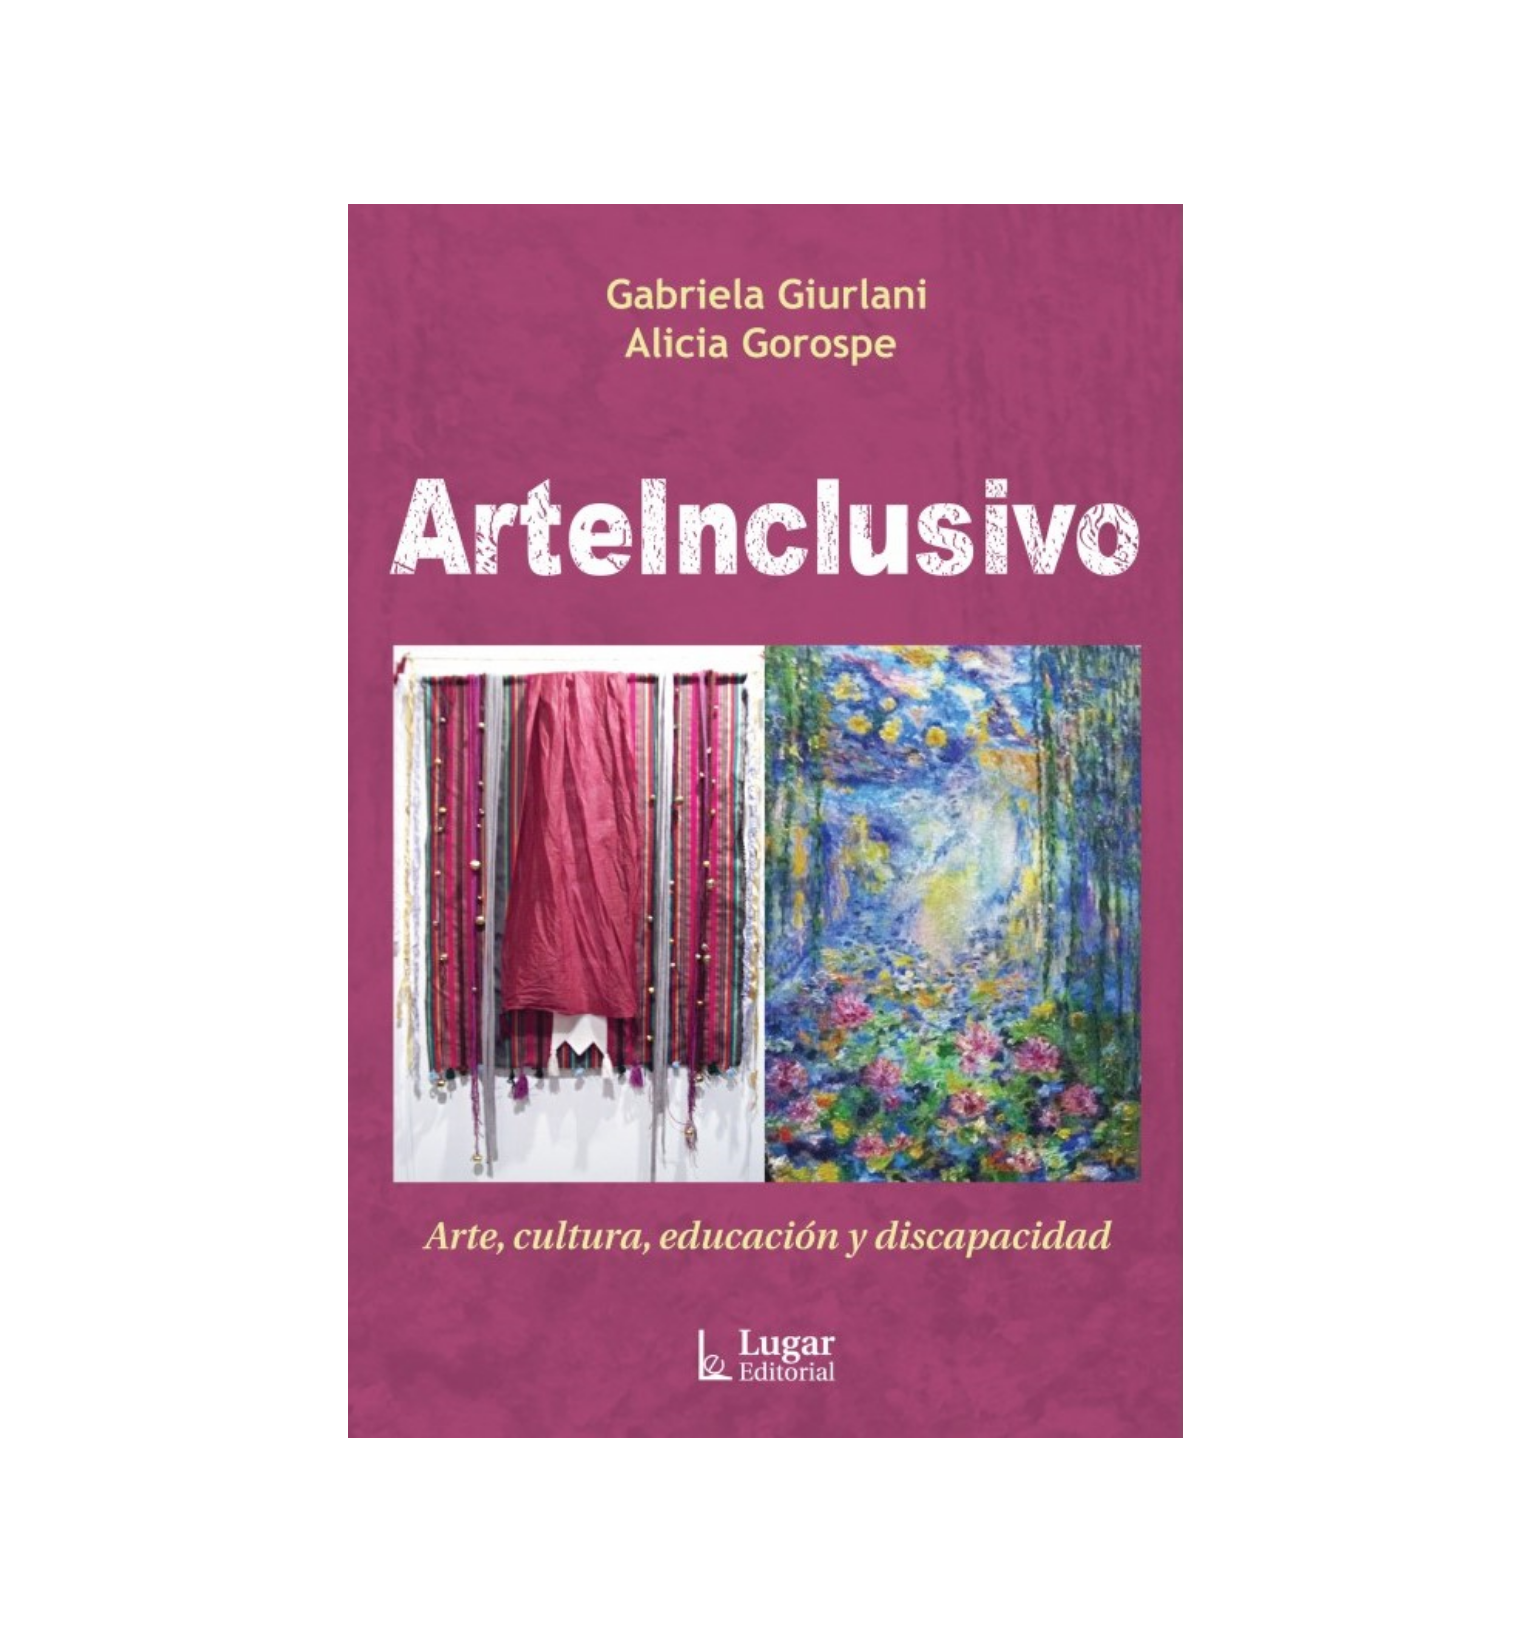 Gabriela Giurlani
Alicia Gorospe
ArteInclusivo
Arte, cultura, educación y discapacidad
Lugar
Editorial